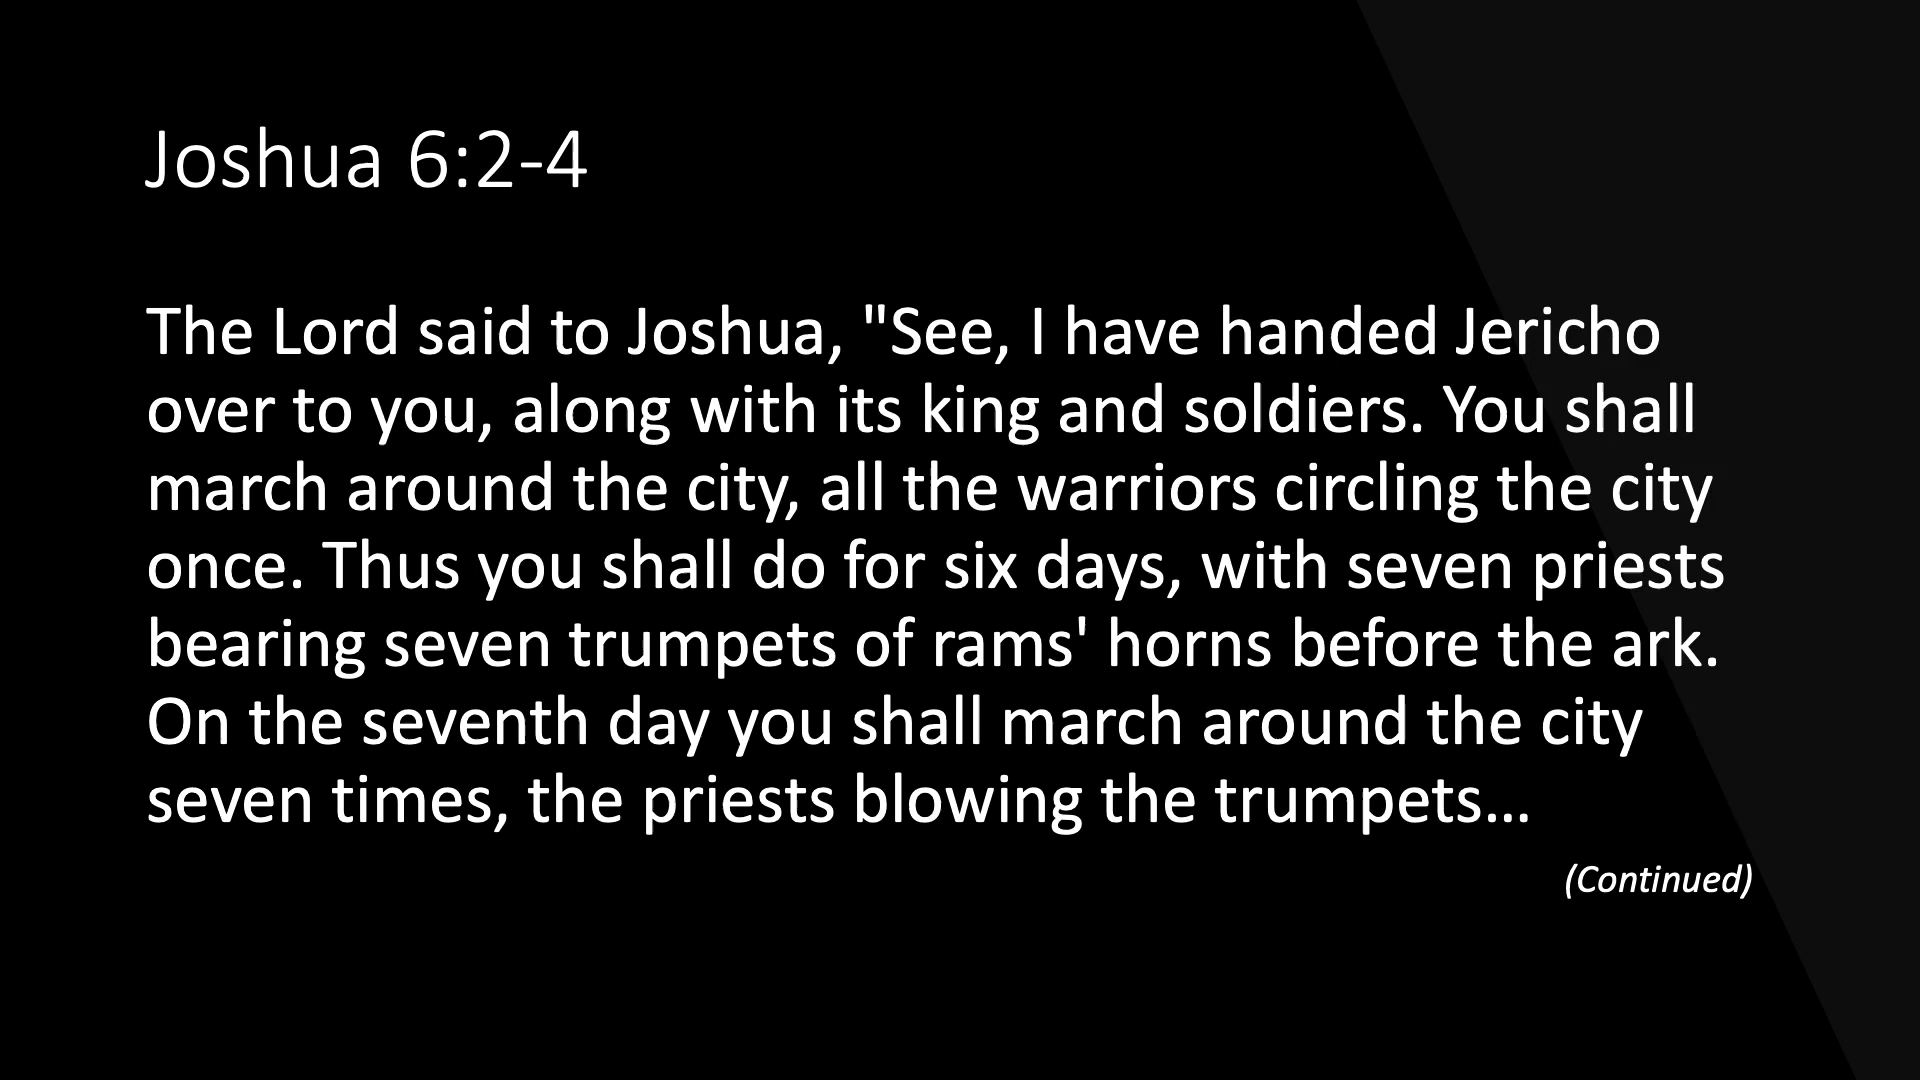 Joshua 6:2-4
The Lord said to Joshua, "See, I have handed Jericho
over to you, along with its king and soldiers. You shall
march around the city, all the warriors circling the city
once. Thus you shall do for six days, with seven priests
bearing seven trumpets of rams' horns before the ark.
On the seventh day you shall march around the city
seven times, the priests blowing the trumpets…
(Continued)